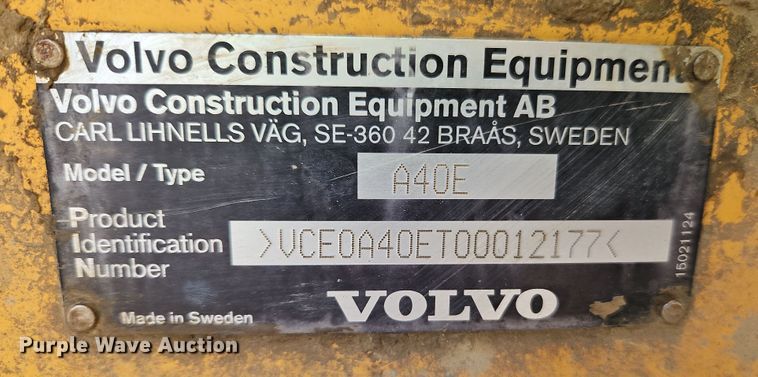 Volvo Construction Equipment
Volvo Construction Equipment AB
CARL LIHNELLS VÄG, SE-360 42 BRAÅS, SWEDEN
Model / Type A40E
Product
Identification >VCE0A40ET00012177<
Number
15021124
Made in Sweden VOLVO
Purple Wave Auction